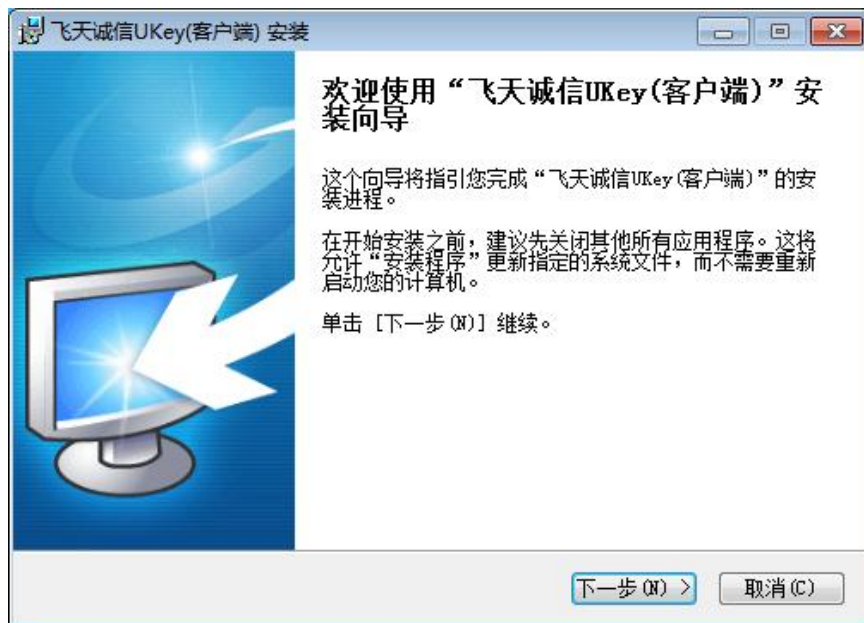 飞天诚信UKey(客户端) 安装
欢迎使用“飞天诚信UKey(客户端)”安
装向导
这个向导将指引您完成“飞天诚信UKey(客户端)”的安
装进程。
在开始安装之前，建议先关闭其他所有应用程序。这将
允许“安装程序”更新指定的系统文件，而不需要重新
启动您的计算机。
单击 [下一步(N)] 继续。
下一步(N) >
取消(C)